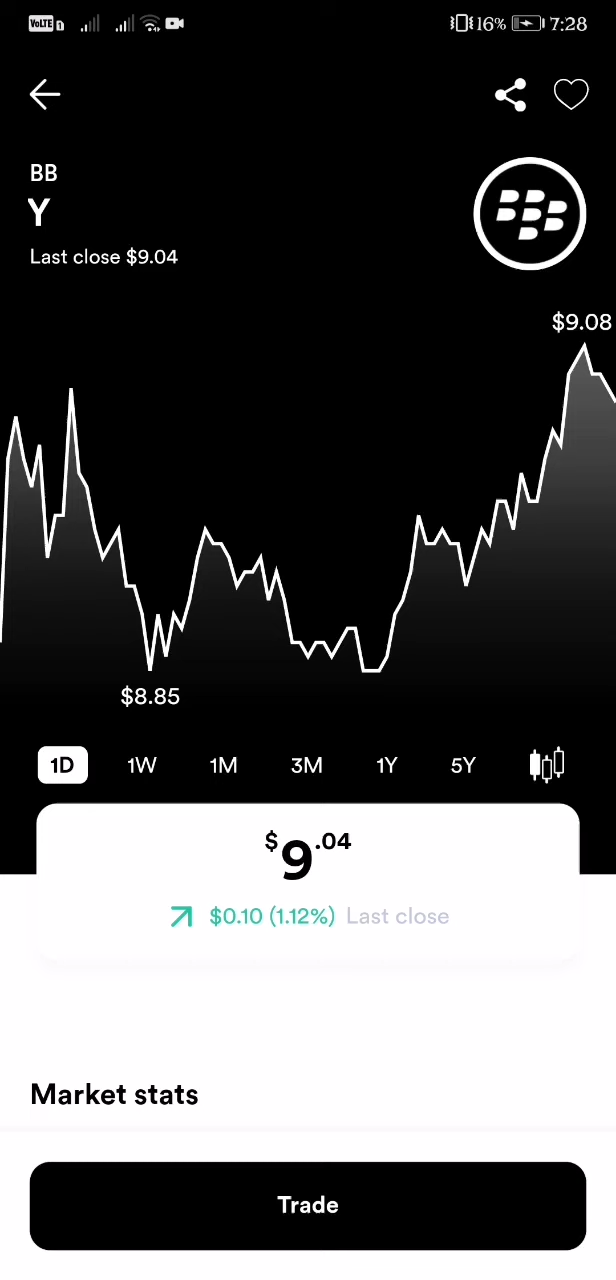 VoLTE 1 16% 7:28
BB
Y
Last close $9.04
$9.08
$8.85
1D 1W 1M 3M 1Y 5Y
$9.04
$0.10 (1.12%) Last close
Market stats
Trade